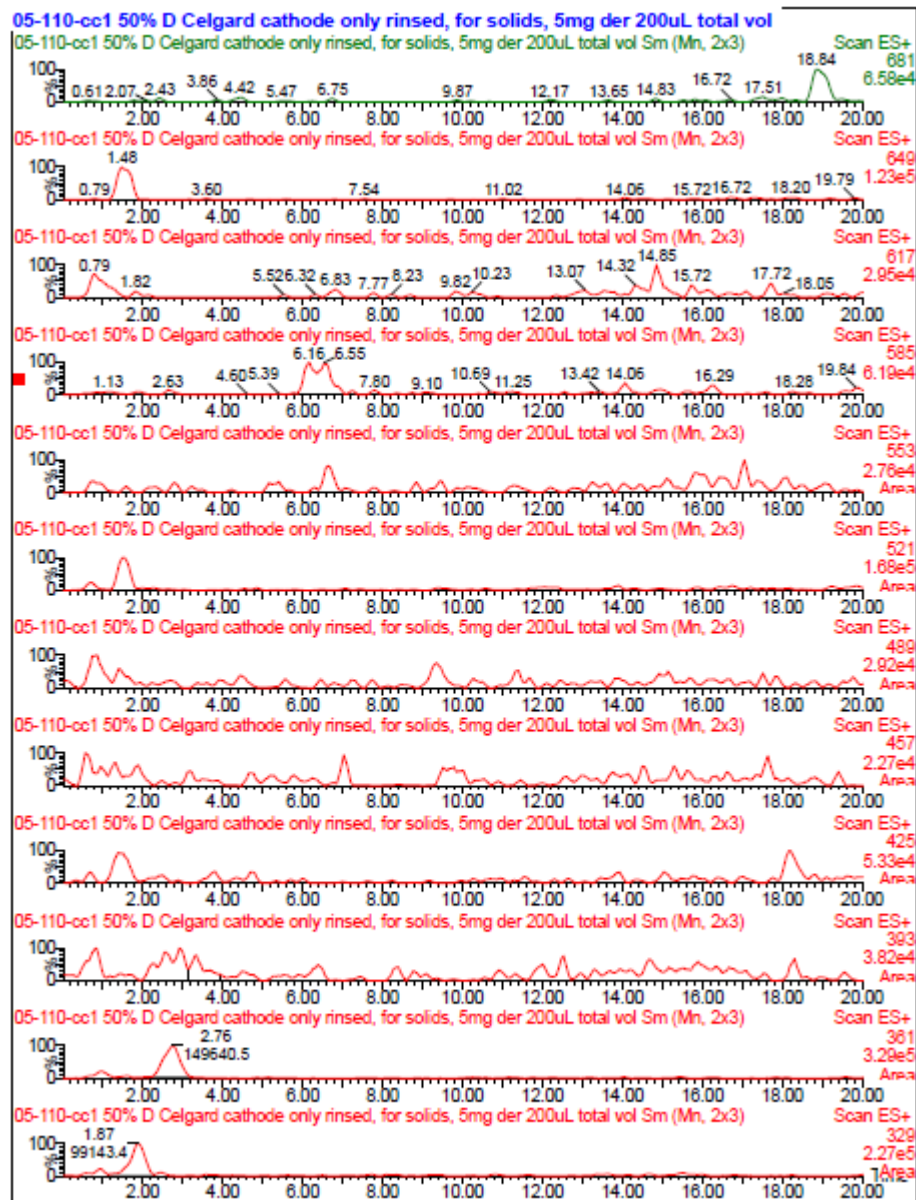 05-110-cc1 50% D Celgard cathode only rinsed, for solids, 5mg der 200uL total vol
05-110-cc1 50% D Celgard cathode only rinsed, for solids, 5mg der 200uL total vol Sm (Mn, 2x3) Scan ES+
681
6.58e4
100 % 0
0.61 2.07 2.43 3.86 4.42 5.47 6.75 9.87 12.17 13.65 14.83 16.72 17.51 18.84
2.00 4.00 6.00 8.00 10.00 12.00 14.00 16.00 18.00 20.00
05-110-cc1 50% D Celgard cathode only rinsed, for solids, 5mg der 200uL total vol Sm (Mn, 2x3) Scan ES+
649
1.23e5
100 % 0
0.79 1.48 3.60 7.54 11.02 14.06 15.72 16.72 18.20 19.79
2.00 4.00 6.00 8.00 10.00 12.00 14.00 16.00 18.00 20.00
05-110-cc1 50% D Celgard cathode only rinsed, for solids, 5mg der 200uL total vol Sm (Mn, 2x3) Scan ES+
617
2.95e4
100 % 0
0.79 1.82 5.52 6.32 6.83 7.77 8.23 9.82 10.23 13.07 14.32 14.85 15.72 17.72 18.05
2.00 4.00 6.00 8.00 10.00 12.00 14.00 16.00 18.00 20.00
05-110-cc1 50% D Celgard cathode only rinsed, for solids, 5mg der 200uL total vol Sm (Mn, 2x3) Scan ES+
585
6.19e4
100 % 0
1.13 2.63 4.60 5.39 6.16 6.55 7.80 9.10 10.69 11.25 13.42 14.06 16.29 18.28 19.84
2.00 4.00 6.00 8.00 10.00 12.00 14.00 16.00 18.00 20.00
05-110-cc1 50% D Celgard cathode only rinsed, for solids, 5mg der 200uL total vol Sm (Mn, 2x3) Scan ES+
553
2.76e4
Area
100 % 0
2.00 4.00 6.00 8.00 10.00 12.00 14.00 16.00 18.00 20.00
05-110-cc1 50% D Celgard cathode only rinsed, for solids, 5mg der 200uL total vol Sm (Mn, 2x3) Scan ES+
521
1.68e5
Area
100 % 0
2.00 4.00 6.00 8.00 10.00 12.00 14.00 16.00 18.00 20.00
05-110-cc1 50% D Celgard cathode only rinsed, for solids, 5mg der 200uL total vol Sm (Mn, 2x3) Scan ES+
489
2.92e4
Area
100 % 0
2.00 4.00 6.00 8.00 10.00 12.00 14.00 16.00 18.00 20.00
05-110-cc1 50% D Celgard cathode only rinsed, for solids, 5mg der 200uL total vol Sm (Mn, 2x3) Scan ES+
457
2.27e4
Area
100 % 0
2.00 4.00 6.00 8.00 10.00 12.00 14.00 16.00 18.00 20.00
05-110-cc1 50% D Celgard cathode only rinsed, for solids, 5mg der 200uL total vol Sm (Mn, 2x3) Scan ES+
425
5.33e4
Area
100 % 0
2.00 4.00 6.00 8.00 10.00 12.00 14.00 16.00 18.00 20.00
05-110-cc1 50% D Celgard cathode only rinsed, for solids, 5mg der 200uL total vol Sm (Mn, 2x3) Scan ES+
393
3.82e4
Area
100 % 0
2.00 4.00 6.00 8.00 10.00 12.00 14.00 16.00 18.00 20.00
05-110-cc1 50% D Celgard cathode only rinsed, for solids, 5mg der 200uL total vol Sm (Mn, 2x3) Scan ES+
361
3.29e5
Area
100 % 0
2.76
149640.5
2.00 4.00 6.00 8.00 10.00 12.00 14.00 16.00 18.00 20.00
05-110-cc1 50% D Celgard cathode only rinsed, for solids, 5mg der 200uL total vol Sm (Mn, 2x3) Scan ES+
329
2.27e5
Area
100 % 0
1.87
99143.4
2.00 4.00 6.00 8.00 10.00 12.00 14.00 16.00 18.00 20.00